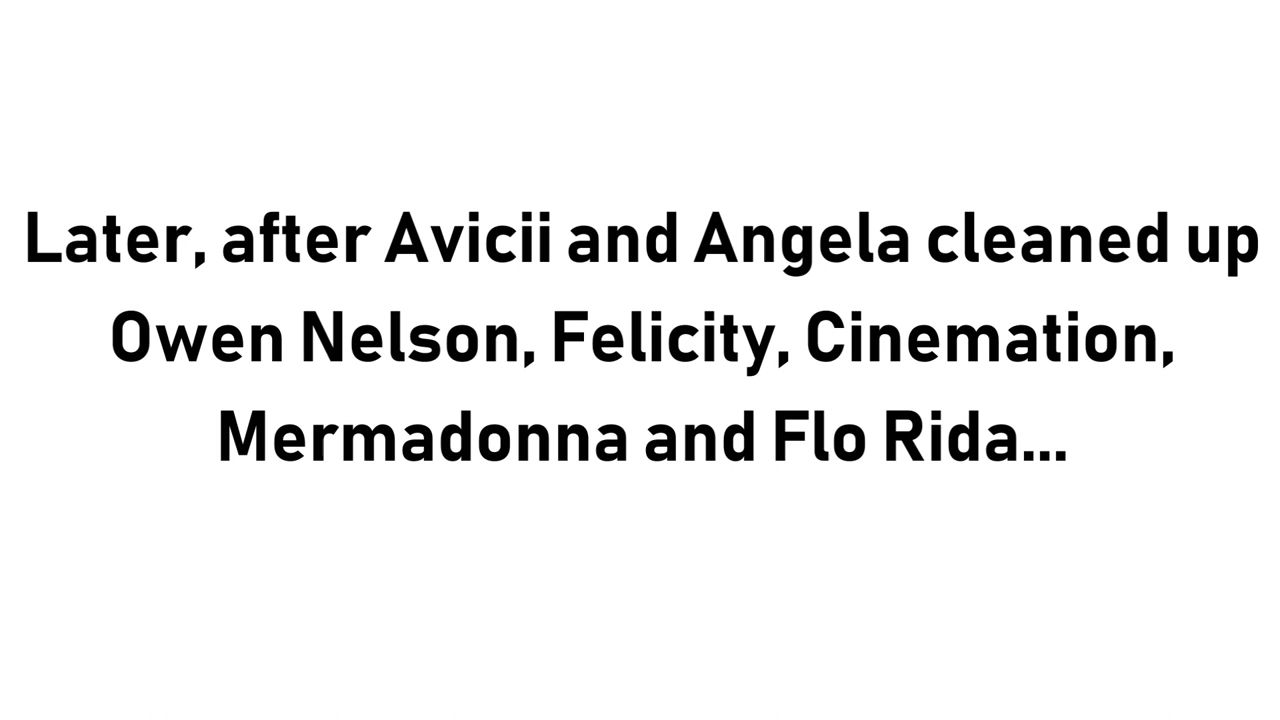 Later, after Avicii and Angela cleaned up
Owen Nelson, Felicity, Cinemation,
Mermadonna and Flo Rida...